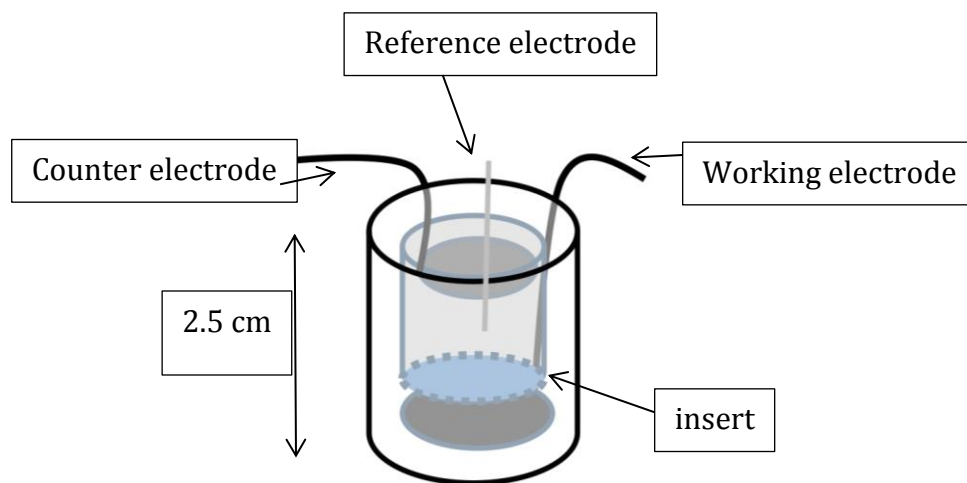 Reference electrode
Counter electrode
Working electrode
2.5 cm
insert